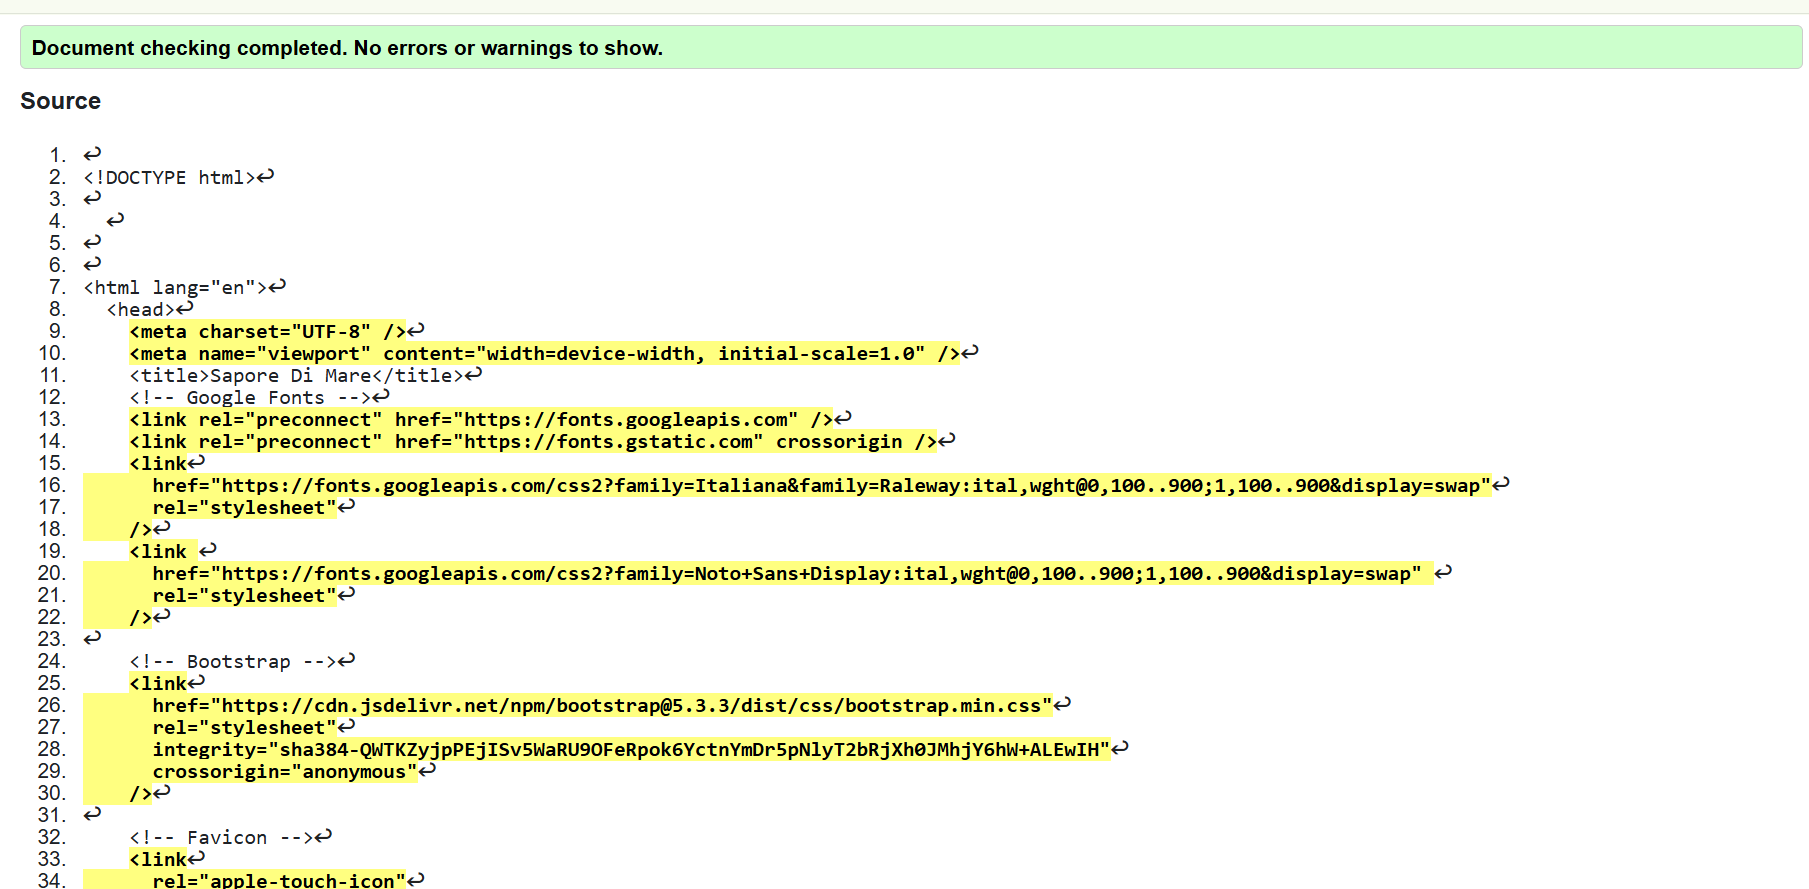 Document checking completed. No errors or warnings to show.
Source
1. ↩
2. <!DOCTYPE html>↩
3. ↩
4. ↩
5. ↩
6. ↩
7. <html lang="en">↩
8. <head>↩
9. <meta charset="UTF-8" />↩
10. <meta name="viewport" content="width=device-width, initial-scale=1.0" />↩
11. <title>Sapore Di Mare</title>↩
12. <!-- Google Fonts -->↩
13. <link rel="preconnect" href="https://fonts.googleapis.com" />↩
14. <link rel="preconnect" href="https://fonts.gstatic.com" crossorigin />↩
15. <link↩
16. href="https://fonts.googleapis.com/css2?family=Italiana&family=Raleway:ital,wght@0,100..900;1,100..900&display=swap"↩
17. rel="stylesheet"↩
18. />↩
19. <link ↩
20. href="https://fonts.googleapis.com/css2?family=Noto+Sans+Display:ital,wght@0,100..900;1,100..900&display=swap" ↩
21. rel="stylesheet"↩
22. />↩
23. ↩
24. <!-- Bootstrap -->↩
25. <link↩
26. href="https://cdn.jsdelivr.net/npm/bootstrap@5.3.3/dist/css/bootstrap.min.css"↩
27. rel="stylesheet"↩
28. integrity="sha384-QWTKZyjpPEjISv5WaRU9OFeRpok6YctnYmDr5pNlyT2bRjXh0JMhjY6hW+ALEwIH"↩
29. crossorigin="anonymous"↩
30. />↩
31. ↩
32. <!-- Favicon -->↩
33. <link↩
34. rel="apple-touch-icon"↩